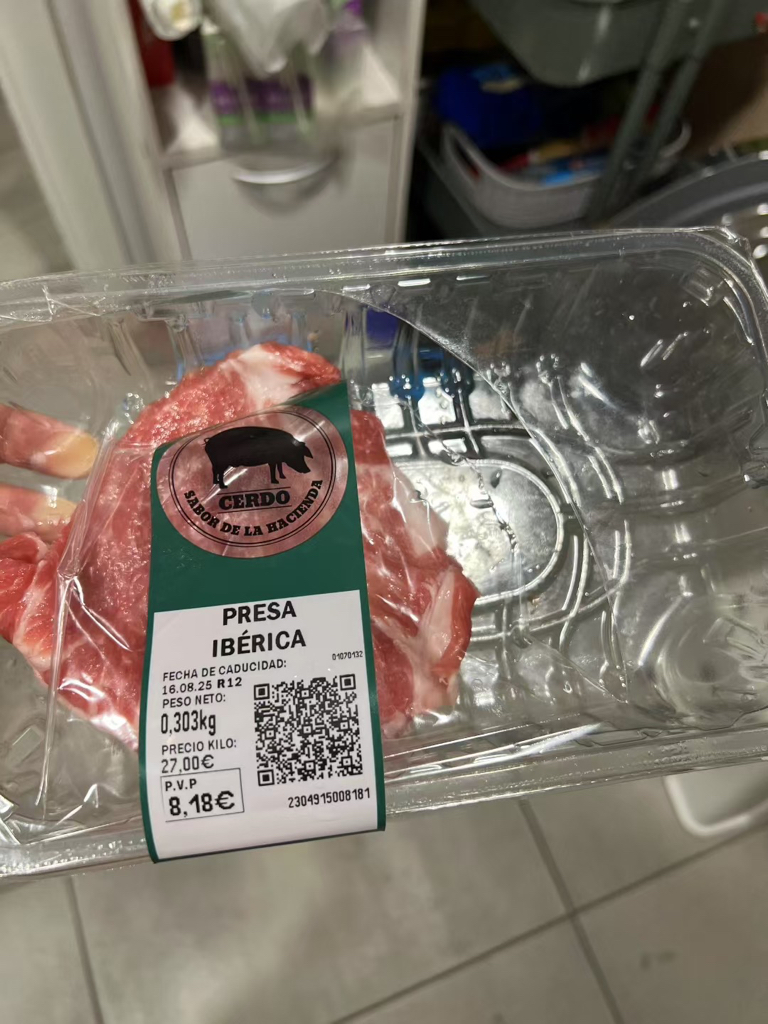 CERDO
SABOR DE LA HACIENDA
PRESA
IBÉRICA
FECHA DE CADUCIDAD:
01070132
16.08.25 R12
PESO NETO:
0,303kg
PRECIO KILO:
27,00€
P.V.P
8,18€
2304915008181